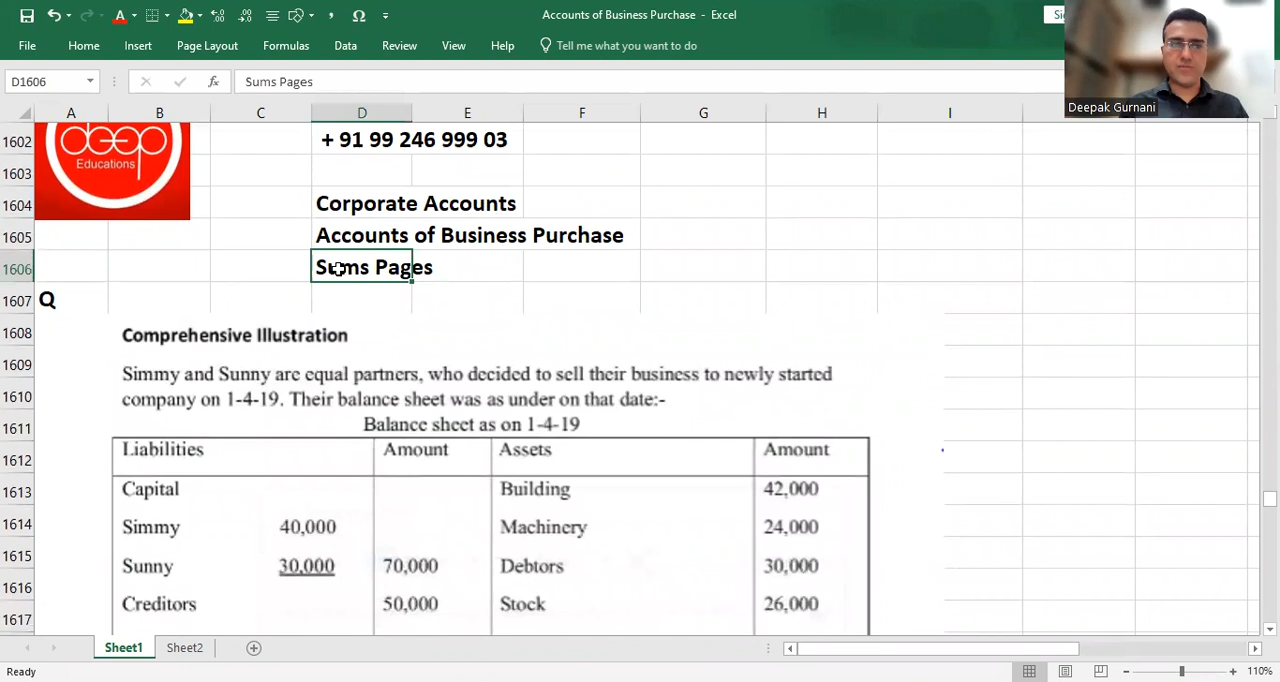 Accounts of Business Purchase - Excel
File Home Insert Page Layout Formulas Data Review View Help Tell me what you want to do
Deepak Gurnani
D1606 fx Sums Pages
A B C D E F G H I
1602 + 91 99 246 999 03
deep
Educations
1603
1604 Corporate Accounts
1605 Accounts of Business Purchase
1606 Sums Pages
1607 Q
1608 Comprehensive Illustration
1609 Simmy and Sunny are equal partners, who decided to sell their business to newly started
1610 company on 1-4-19. Their balance sheet was as under on that date:-
1611 Balance sheet as on 1-4-19
1612 Liabilities Amount Assets Amount
1613 Capital Building 42,000
1614 Simmy 40,000 Machinery 24,000
1615 Sunny 30,000 70,000 Debtors 30,000
1616 Creditors 50,000 Stock 26,000
1617
Sheet1 Sheet2
Ready 110%